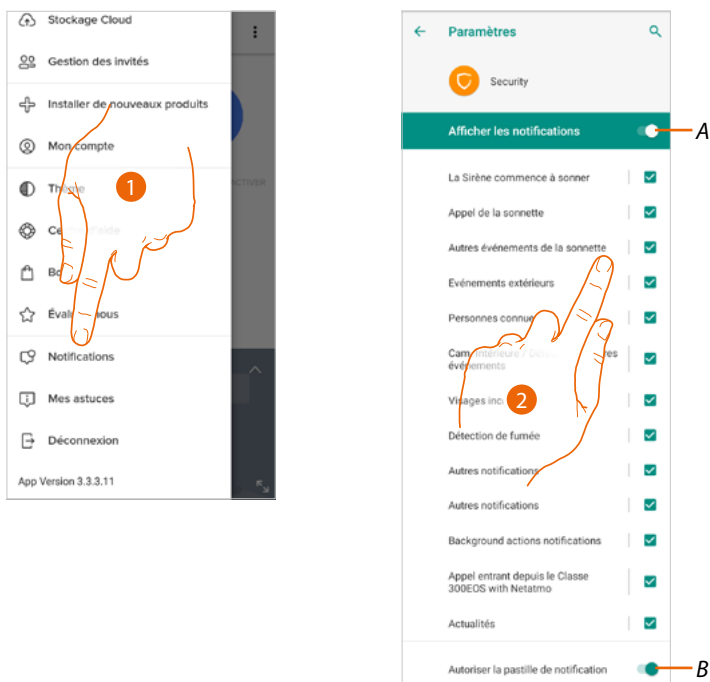 Stockage Cloud
Gestion des invités
Installer de nouveaux produits
Mon compte
Thème
1
Notifications
Mes astuces
Déconnexion
App Version 3.3.3.11
Paramètres
Security
Afficher les notifications
A
La Sirène commence à sonner
Appel de la sonnette
Autres événements de la sonnette
Evénements extérieurs
Personnes
événements
2
Détection de fumée
Autres notifications
Autres notifications
Background actions notifications
Appel entrant depuis le Classe
300EOS with Netatmo
Actualités
Autoriser la pastille de notification
B